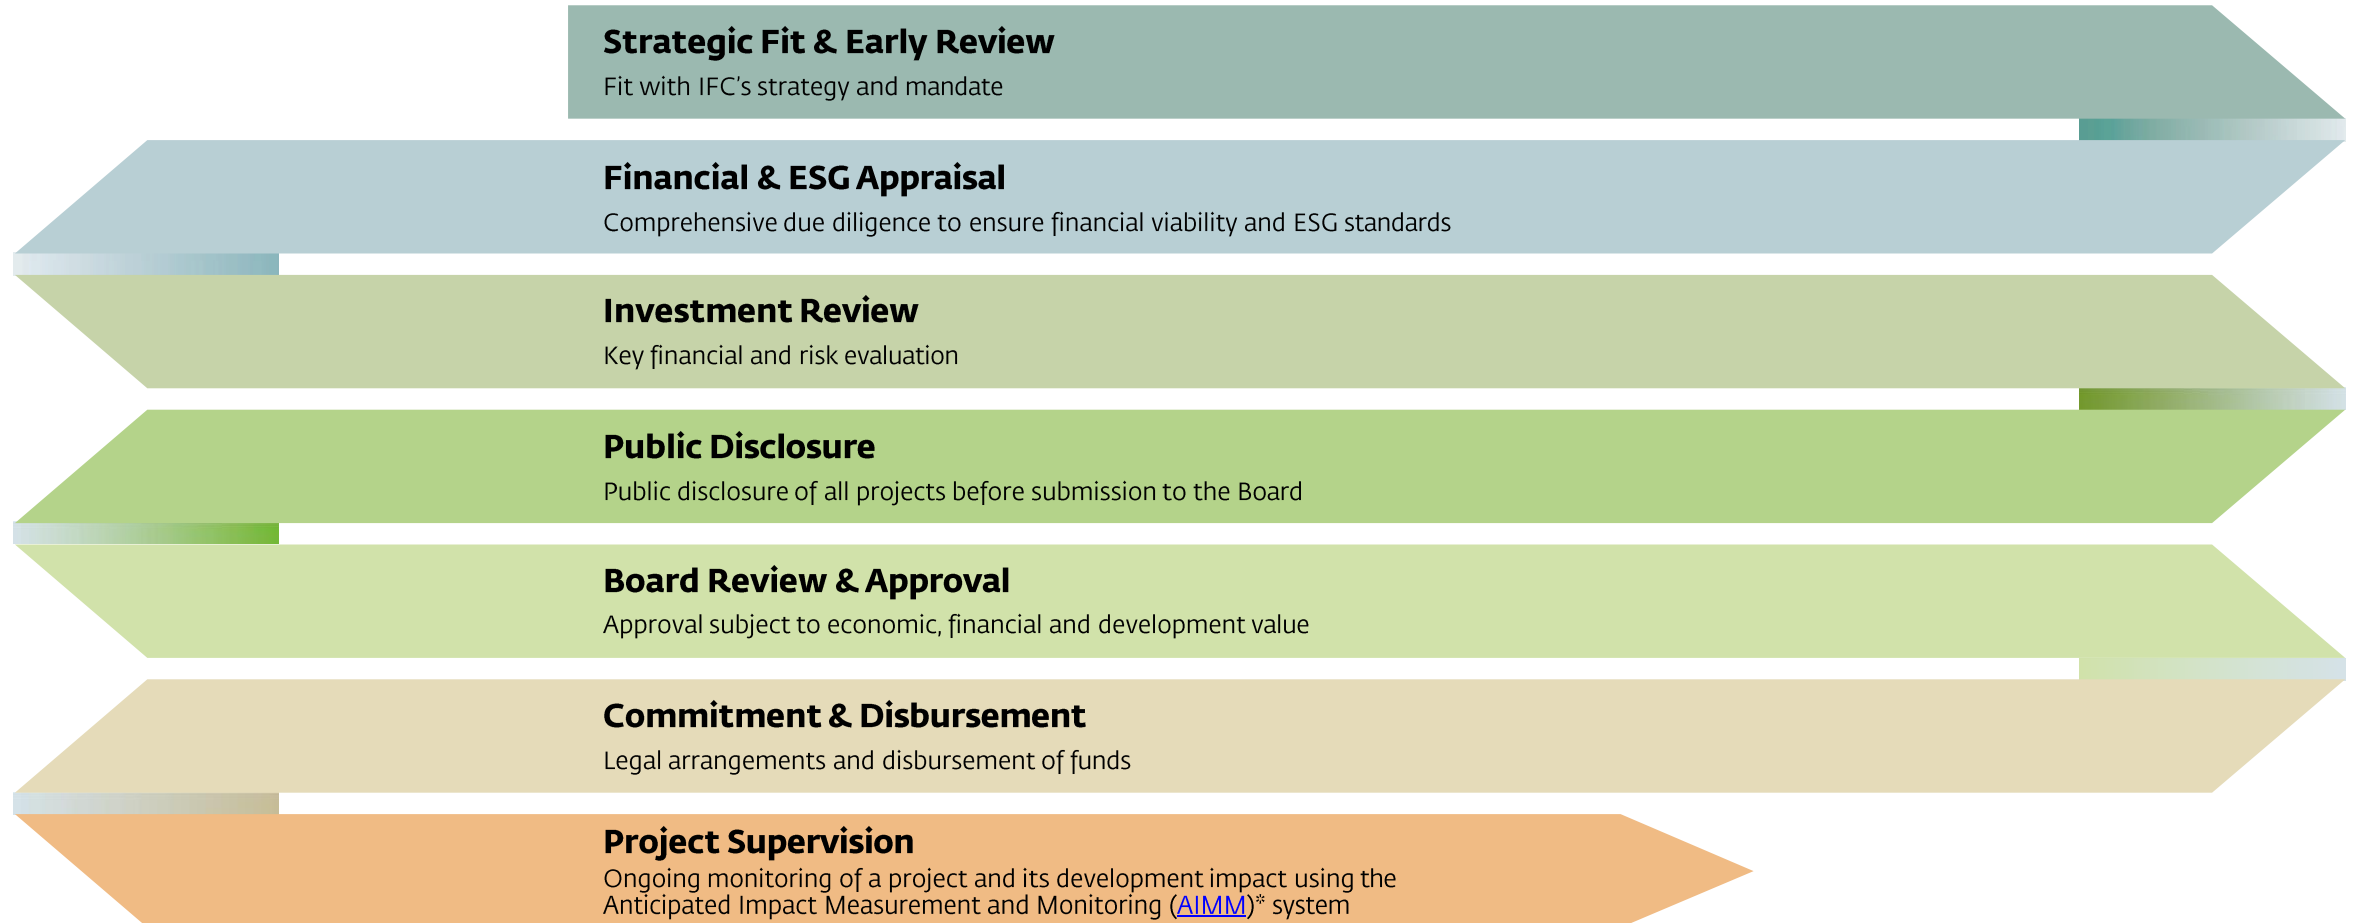 Strategic Fit & Early Review
Fit with IFC's strategy and mandate
Financial & ESG Appraisal
Comprehensive due diligence to ensure financial viability and ESG standards
Investment Review
Key financial and risk evaluation
Public Disclosure
Public disclosure of all projects before submission to the Board
Board Review & Approval
Approval subject to economic, financial and development value
Commitment & Disbursement
Legal arrangements and disbursement of funds
Project Supervision
Ongoing monitoring of a project and its development impact using the
Anticipated Impact Measurement and Monitoring (AIMM)* system